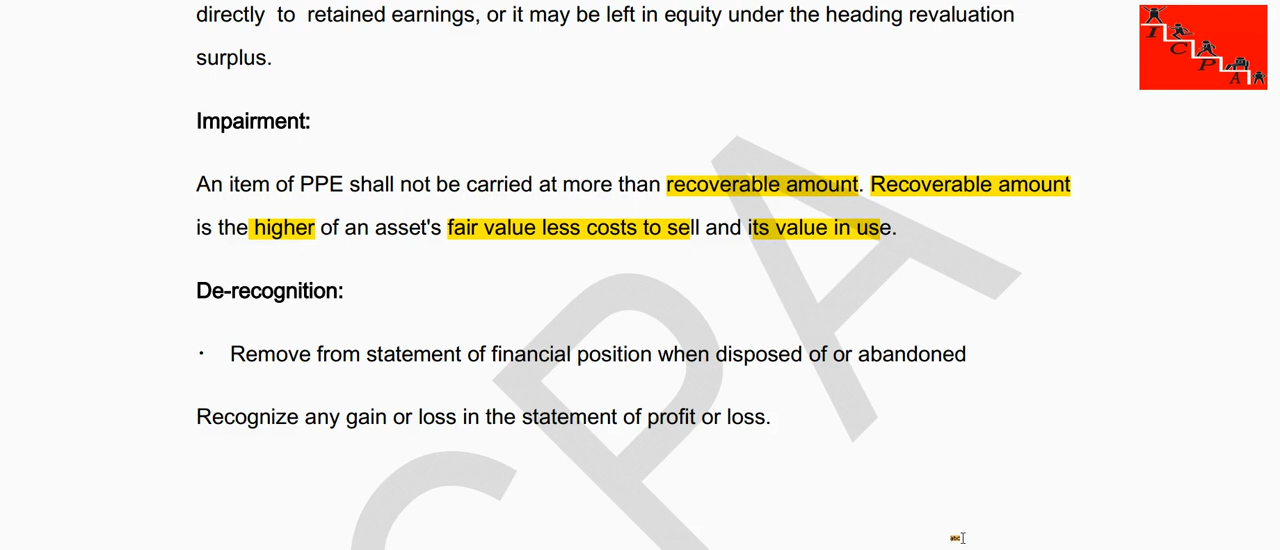 directly to retained earnings, or it may be left in equity under the heading revaluation
surplus.
I
C
P
A
Impairment:
An item of PPE shall not be carried at more than recoverable amount. Recoverable amount
is the higher of an asset's fair value less costs to sell and its value in use.
De-recognition:
· Remove from statement of financial position when disposed of or abandoned
Recognize any gain or loss in the statement of profit or loss.
CPA
abc